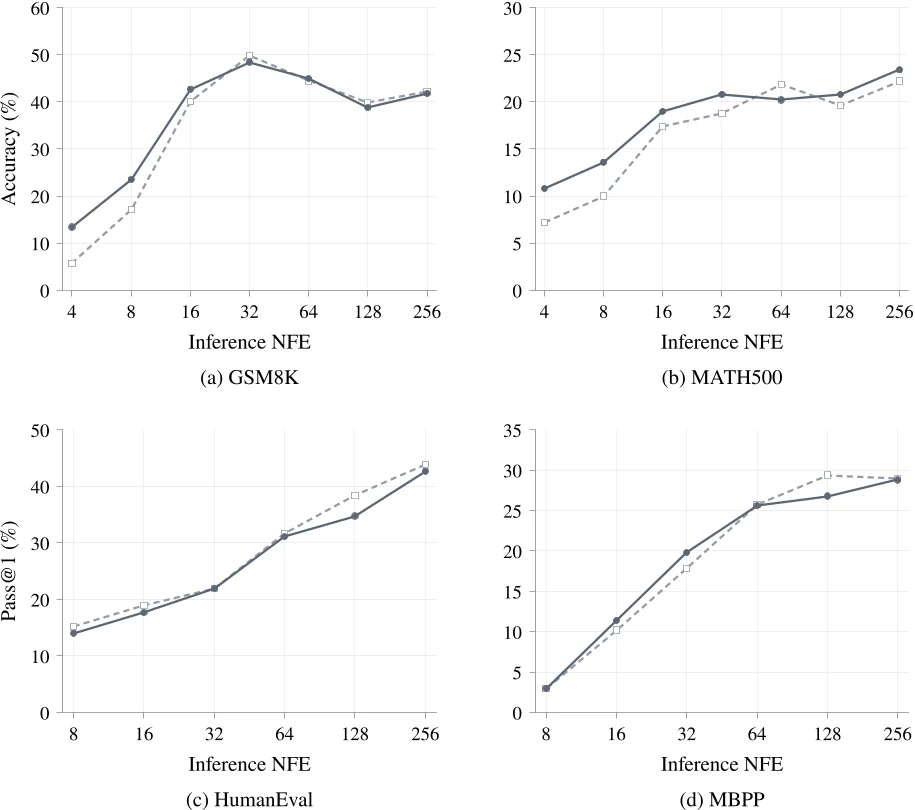 60
50
40
30
20
10
0
Accuracy (%)
4 8 16 32 64 128 256
Inference NFE
(a) GSM8K
30
25
20
15
10
5
0
4 8 16 32 64 128 256
Inference NFE
(b) MATH500
50
40
30
20
10
0
Pass@1 (%)
8 16 32 64 128 256
Inference NFE
(c) HumanEval
35
30
25
20
15
10
5
0
8 16 32 64 128 256
Inference NFE
(d) MBPP